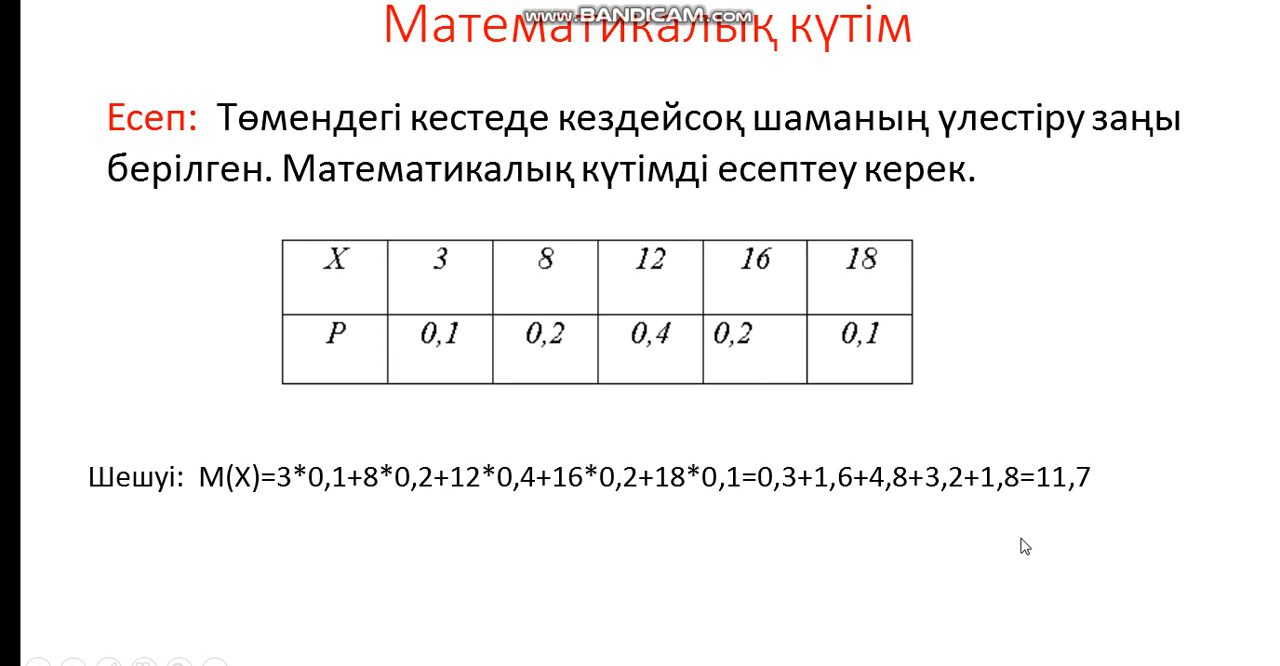 www.BANDICAM.com
Математикалық күтім
Есеп: Төмендегі кестеде кездейсоқ шаманың үлестіру заңы
берілген. Математикалық күтімді есептеу керек.
X 3 8 12 16 18
P 0,1 0,2 0,4 0,2 0,1
Шешуі: M(X)=3*0,1+8*0,2+12*0,4+16*0,2+18*0,1=0,3+1,6+4,8+3,2+1,8=11,7